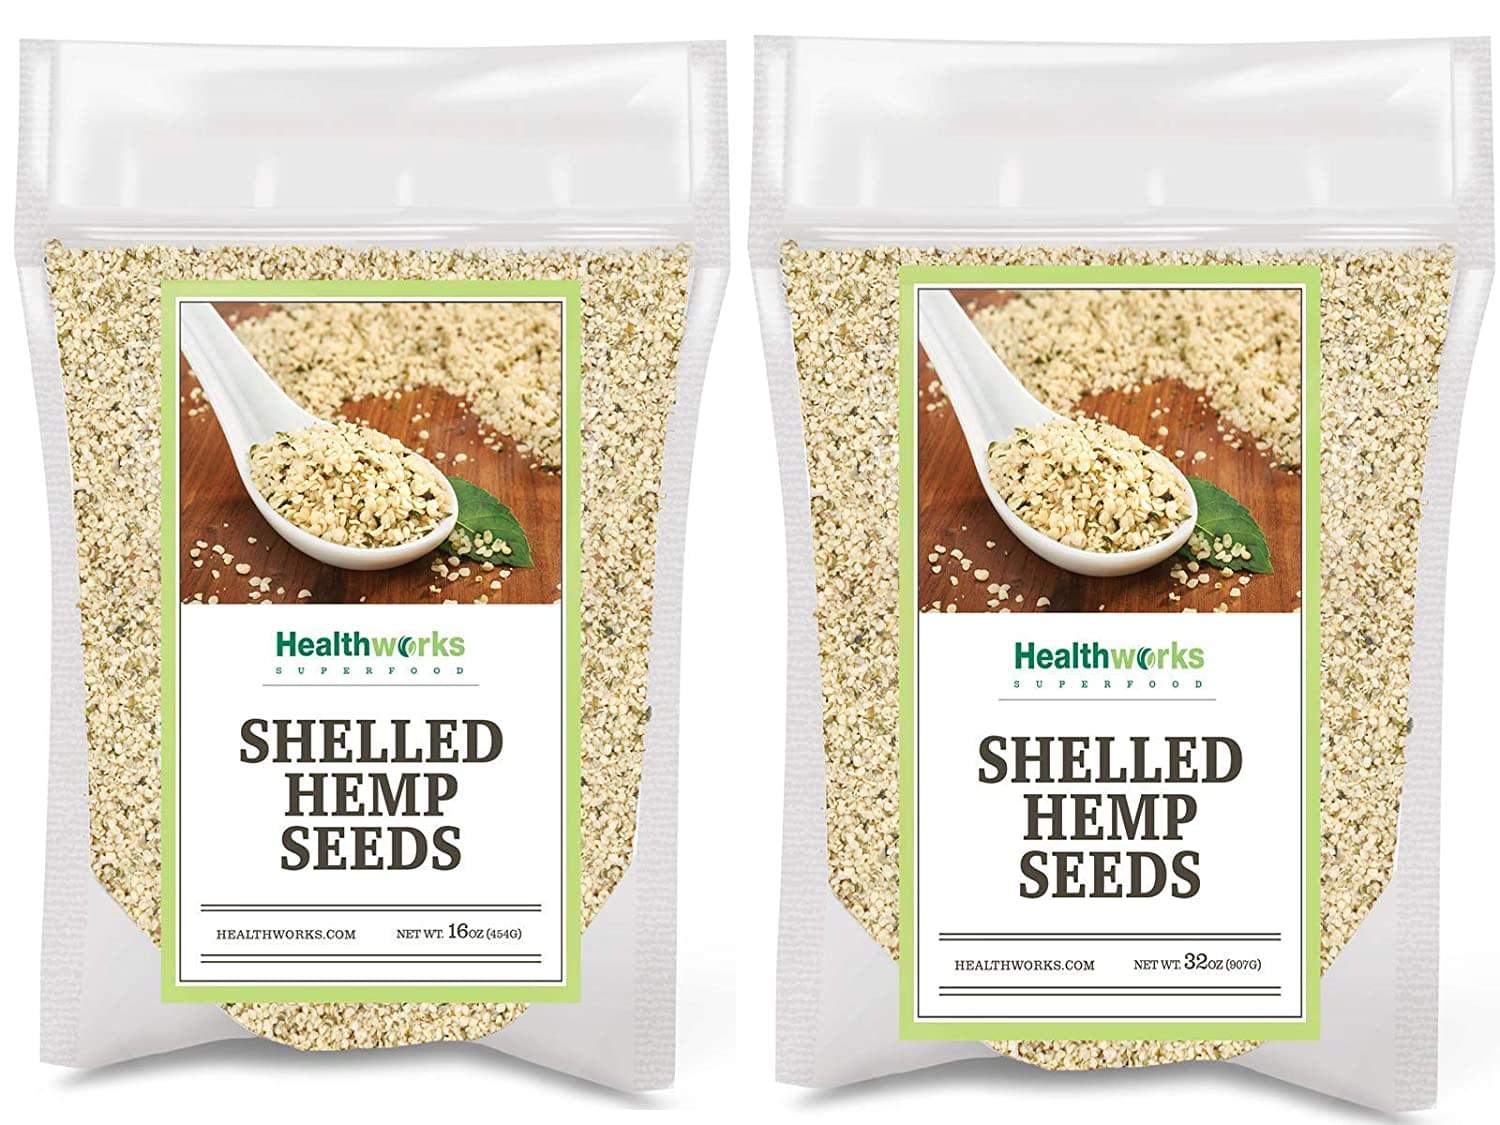 Healthworks
SUPERFOOD
SHELLED
HEMP
SEEDS
HEALTHWORKS.COM NET WT. 16OZ (454G)
Healthworks
SUPERFOOD
SHELLED
HEMP
SEEDS
HEALTHWORKS.COM NET WT. 32OZ (907G)